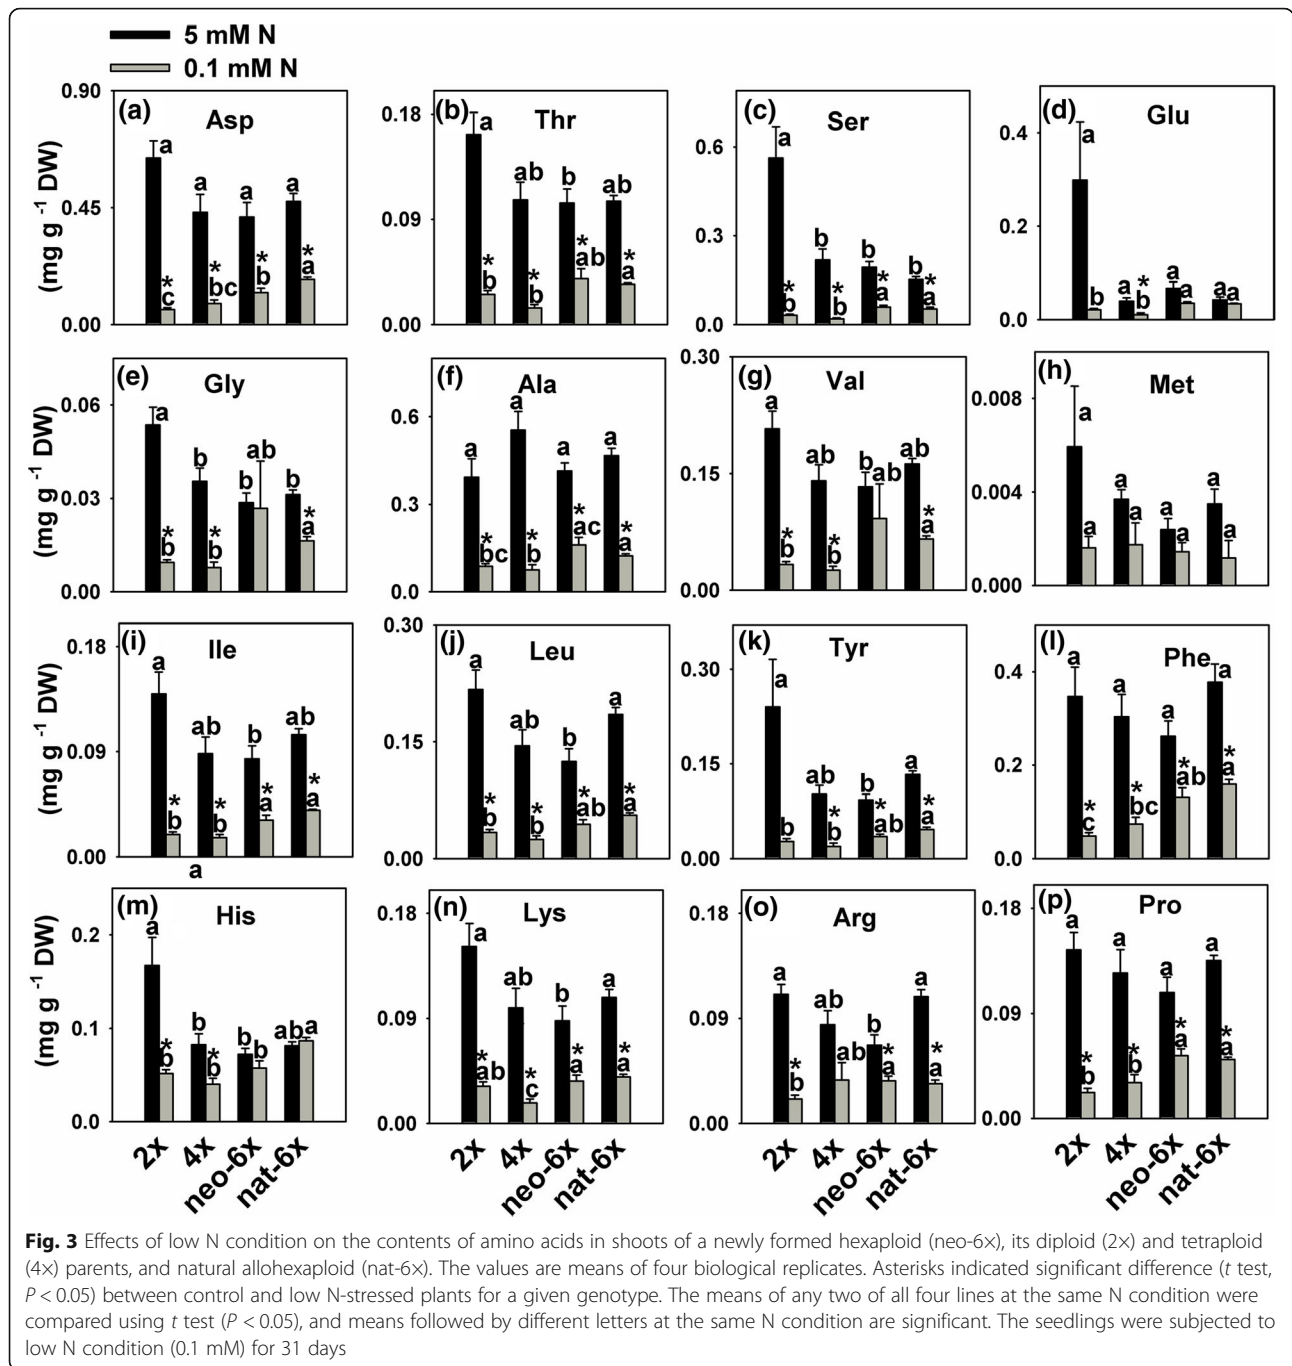 5 mM N
0.1 mM N
(a) Asp
0.90
0.45
0.00
(mg g -1 DW)
a a a a
* c * bc * b * a
(b) Thr
0.18
0.09
0.00
a ab b ab
* b * b * ab * a
(c) Ser
0.6
0.3
0.0
a b b b
* b * b * a * a
(d) Glu
0.4
0.2
0.0
a a a a
b * b a a
(e) Gly
0.06
0.03
0.00
(mg g -1 DW)
a b b b
* b * b ab * a
(f) Ala
0.6
0.3
0.0
a a a a
* bc * b * ac * a
(g) Val
0.30
0.15
0.00
a ab b ab
* b * b ab * a
(h) Met
0.008
0.004
0.000
a a a a
a a a a
(i) Ile
0.18
0.09
0.00
(mg g -1 DW)
a ab b ab
* b * b * a * a
a
(j) Leu
0.30
0.15
0.00
a ab b a
* b * b * ab * a
(k) Tyr
0.30
0.15
0.00
a ab b a
b * b * ab * a
(l) Phe
0.4
0.2
0.0
a a a a
* c * bc * ab * a
(m) His
0.2
0.1
0.0
(mg g -1 DW)
a b b ab
* b * b b a
2x 4x neo-6x nat-6x
(n) Lys
0.18
0.09
0.00
a ab b a
* ab * c * a * a
2x 4x neo-6x nat-6x
(o) Arg
0.18
0.09
0.00
a ab b a
* b ab * a * a
2x 4x neo-6x nat-6x
(p) Pro
0.18
0.09
0.00
a a a a
* b * b * a * a
2x 4x neo-6x nat-6x
Fig. 3 Effects of low N condition on the contents of amino acids in shoots of a newly formed hexaploid (neo-6×), its diploid (2×) and tetraploid
(4×) parents, and natural allohexaploid (nat-6×). The values are means of four biological replicates. Asterisks indicated significant difference (t test,
P < 0.05) between control and low N-stressed plants for a given genotype. The means of any two of all four lines at the same N condition were
compared using t test (P < 0.05), and means followed by different letters at the same N condition are significant. The seedlings were subjected to
low N condition (0.1 mM) for 31 days